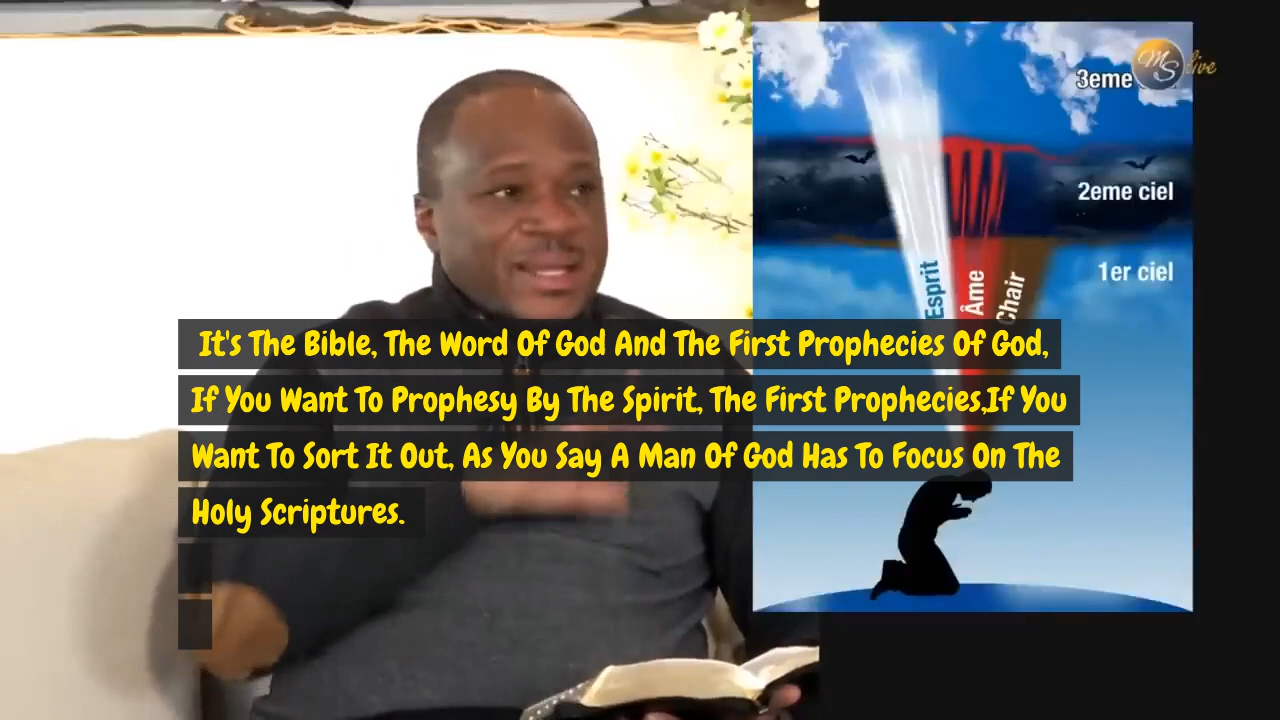 3eme
MS live
2eme ciel
1er ciel
Esprit
Âme
Chair
It's The Bible, The Word Of God And The First Prophecies Of God,
If You Want To Prophesy By The Spirit, The First Prophecies,If You
Want To Sort It Out, As You Say A Man Of God Has To Focus On The
Holy Scriptures.